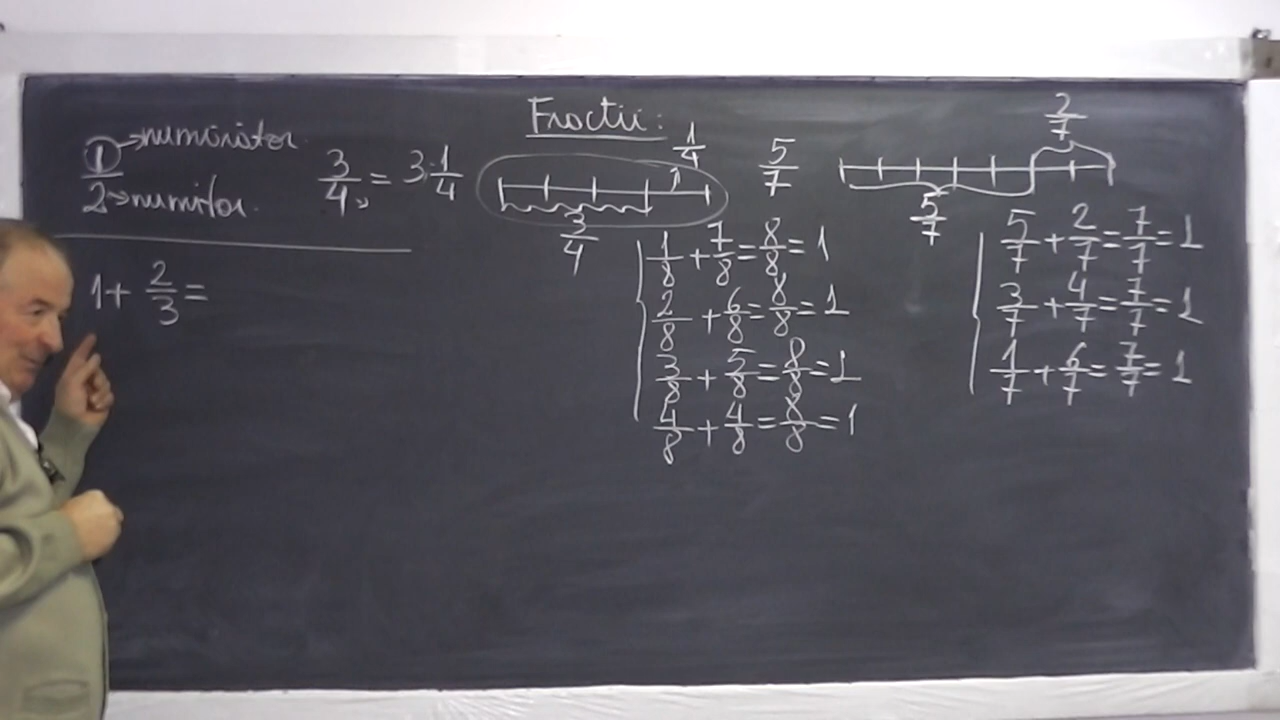 Fractii:
1/2 →numărător
→numitor.
3/4 = 3·1/4
1/4
3/4
5/7
2/7
5/7
1+ 2/3 =
1/8 + 7/8 = 8/8 = 1
2/8 + 6/8 = 8/8 = 1
3/8 + 5/8 = 8/8 = 1
4/8 + 4/8 = 8/8 = 1
5/7 + 2/7 = 7/7 = 1
3/7 + 4/7 = 7/7 = 1
1/7 + 6/7 = 7/7 = 1